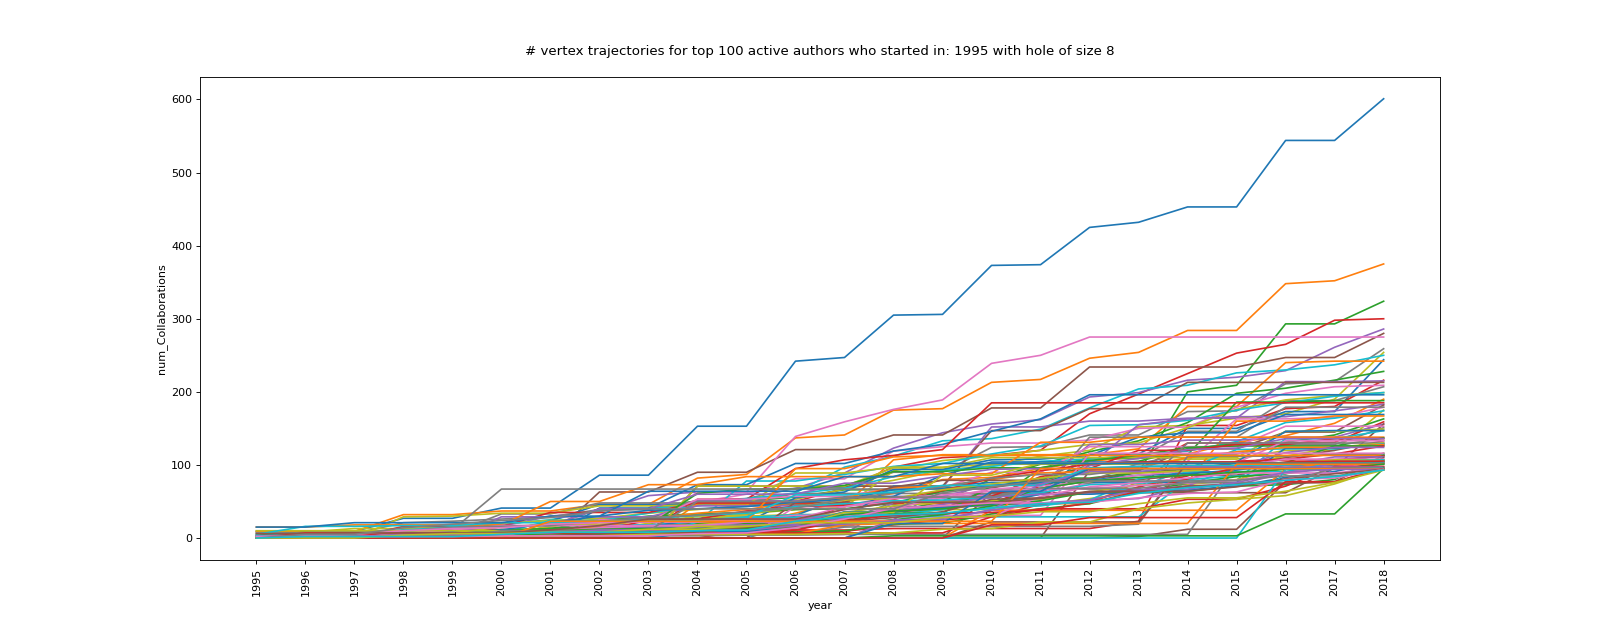 # vertex trajectories for top 100 active authors who started in: 1995 with hole of size 8
600
500
400
300
200
100
0
num_Collaborations
1995 1996 1997 1998 1999 2000 2001 2002 2003 2004 2005 2006 2007 2008 2009 2010 2011 2012 2013 2014 2015 2016 2017 2018
year